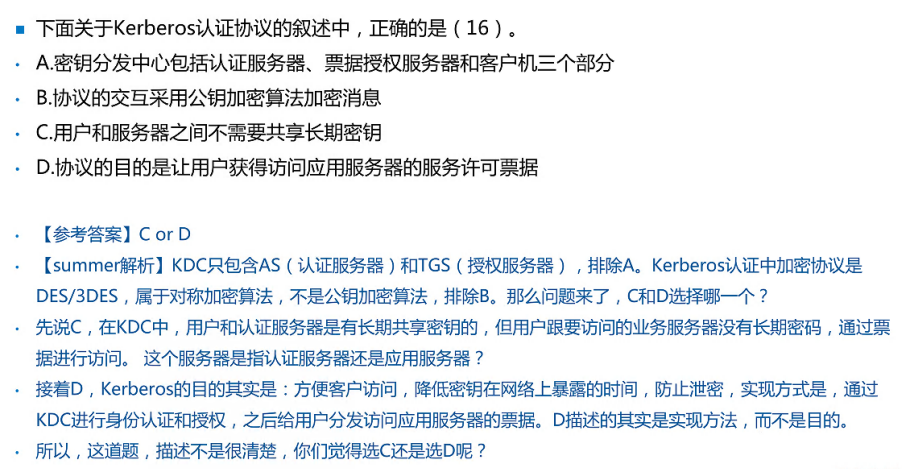 下面关于Kerberos认证协议的叙述中，正确的是（16）。
A.密钥分发中心包括认证服务器、票据授权服务器和客户机三个部分
B.协议的交互采用公钥加密算法加密消息
C.用户和服务器之间不需要共享长期密钥
D.协议的目的是让用户获得访问应用服务器的服务许可票据
【参考答案】C or D
【summer解析】KDC只包含AS（认证服务器）和TGS（授权服务器），排除A。Kerberos认证中加密协议是
DES/3DES，属于对称加密算法，不是公钥加密算法，排除B。那么问题来了，C和D选择哪一个？
先说C，在KDC中，用户和认证服务器是有长期共享密钥的，但用户跟要访问的业务服务器没有长期密码，通过票
据进行访问。 这个服务器是指认证服务器还是应用服务器？
接着D，Kerberos的目的其实是：方便客户访问，降低密钥在网络上暴露的时间，防止泄密，实现方式是，通过
KDC进行身份认证和授权，之后给用户分发访问应用服务器的票据。D描述的其实是实现方法，而不是目的。
所以，这道题，描述不是很清楚，你们觉得选C还是选D呢？